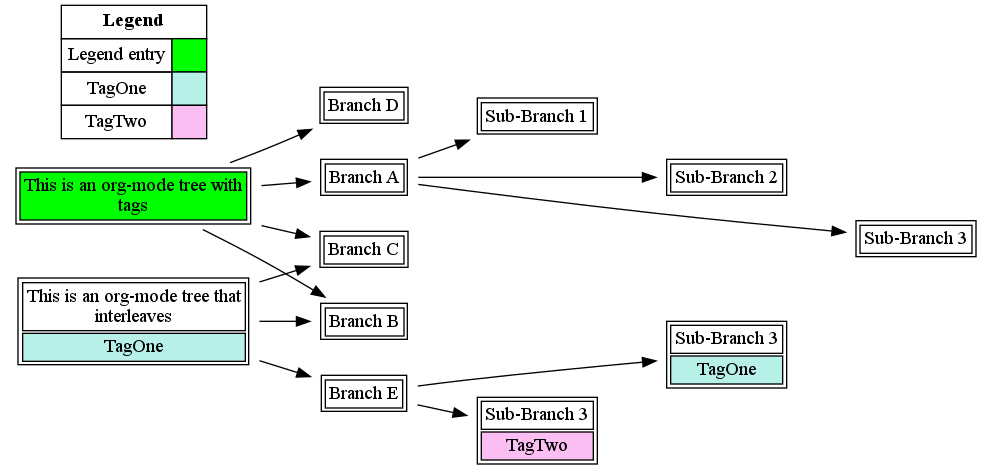 Legend
Legend entry
TagOne
TagTwo
This is an org-mode tree with
tags
This is an org-mode tree that
interleaves
TagOne
Branch D
Branch A
Branch C
Branch B
Branch E
Sub-Branch 1
Sub-Branch 2
Sub-Branch 3
Sub-Branch 3
TagOne
Sub-Branch 3
TagTwo